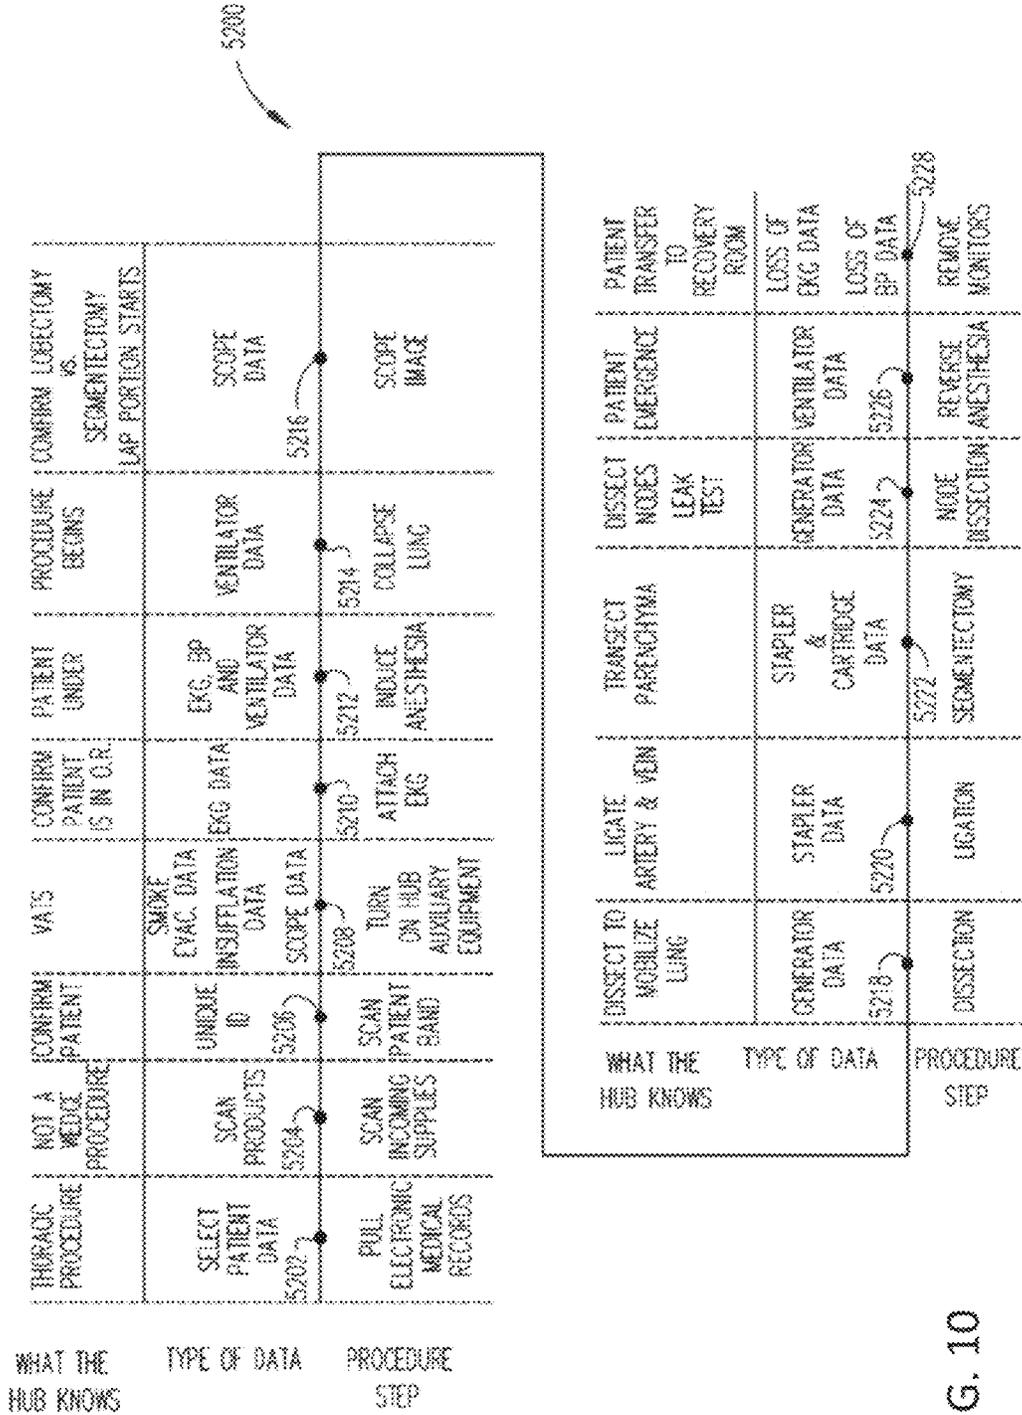 5200
WHAT THE
HUB KNOWS
THORACIC
PROCEDURE
NOT A
WEDGE
PROCEDURE
CONFIRM
PATIENT
VATS
CONFIRM
PATIENT
IS IN O.R.
PATIENT
UNDER
PROCEDURE
BEGINS
CONFIRM LOBECTOMY
VS.
SEGMENTECTOMY
LAP PORTION STARTS
TYPE OF DATA
SELECT
PATIENT
DATA
SCAN
PRODUCTS
UNIQUE
ID
SMOKE
EVAC. DATA
INSUFFLATION
DATA
SCOPE DATA
EKG DATA
EKG, BP
AND
VENTILATOR
DATA
VENTILATOR
DATA
SCOPE
DATA
5202
5204
5206
5208
5210
5212
5214
5216
PROCEDURE
STEP
PULL
ELECTRONIC
MEDICAL
RECORDS
SCAN
INCOMING
SUPPLIES
SCAN
PATIENT
BAND
TURN
ON HUB
AUXILIARY
EQUIPMENT
ATTACH
EKG
INDUCE
ANESTHESIA
COLLAPSE
LUNG
SCOPE
IMAGE
WHAT THE
HUB KNOWS
DISSECT TO
MOBILIZE
LUNG
LIGATE
ARTERY & VEIN
TRANSECT
PARENCHYMA
DISSECT
NODES
LEAK
TEST
PATIENT
EMERGENCE
PATIENT
TRANSFER
TO
RECOVERY
ROOM
TYPE OF DATA
GENERATOR
DATA
STAPLER
DATA
STAPLER
&
CARTRIDGE
DATA
GENERATOR
DATA
VENTILATOR
DATA
LOSS OF
EKG DATA
LOSS OF
BP DATA
5218
5220
5222
5224
5226
5228
PROCEDURE
STEP
DISSECTION
LIGATION
SEGMENTECTOMY
NODE
DISSECTION
REVERSE
ANESTHESIA
REMOVE
MONITORS
G. 10